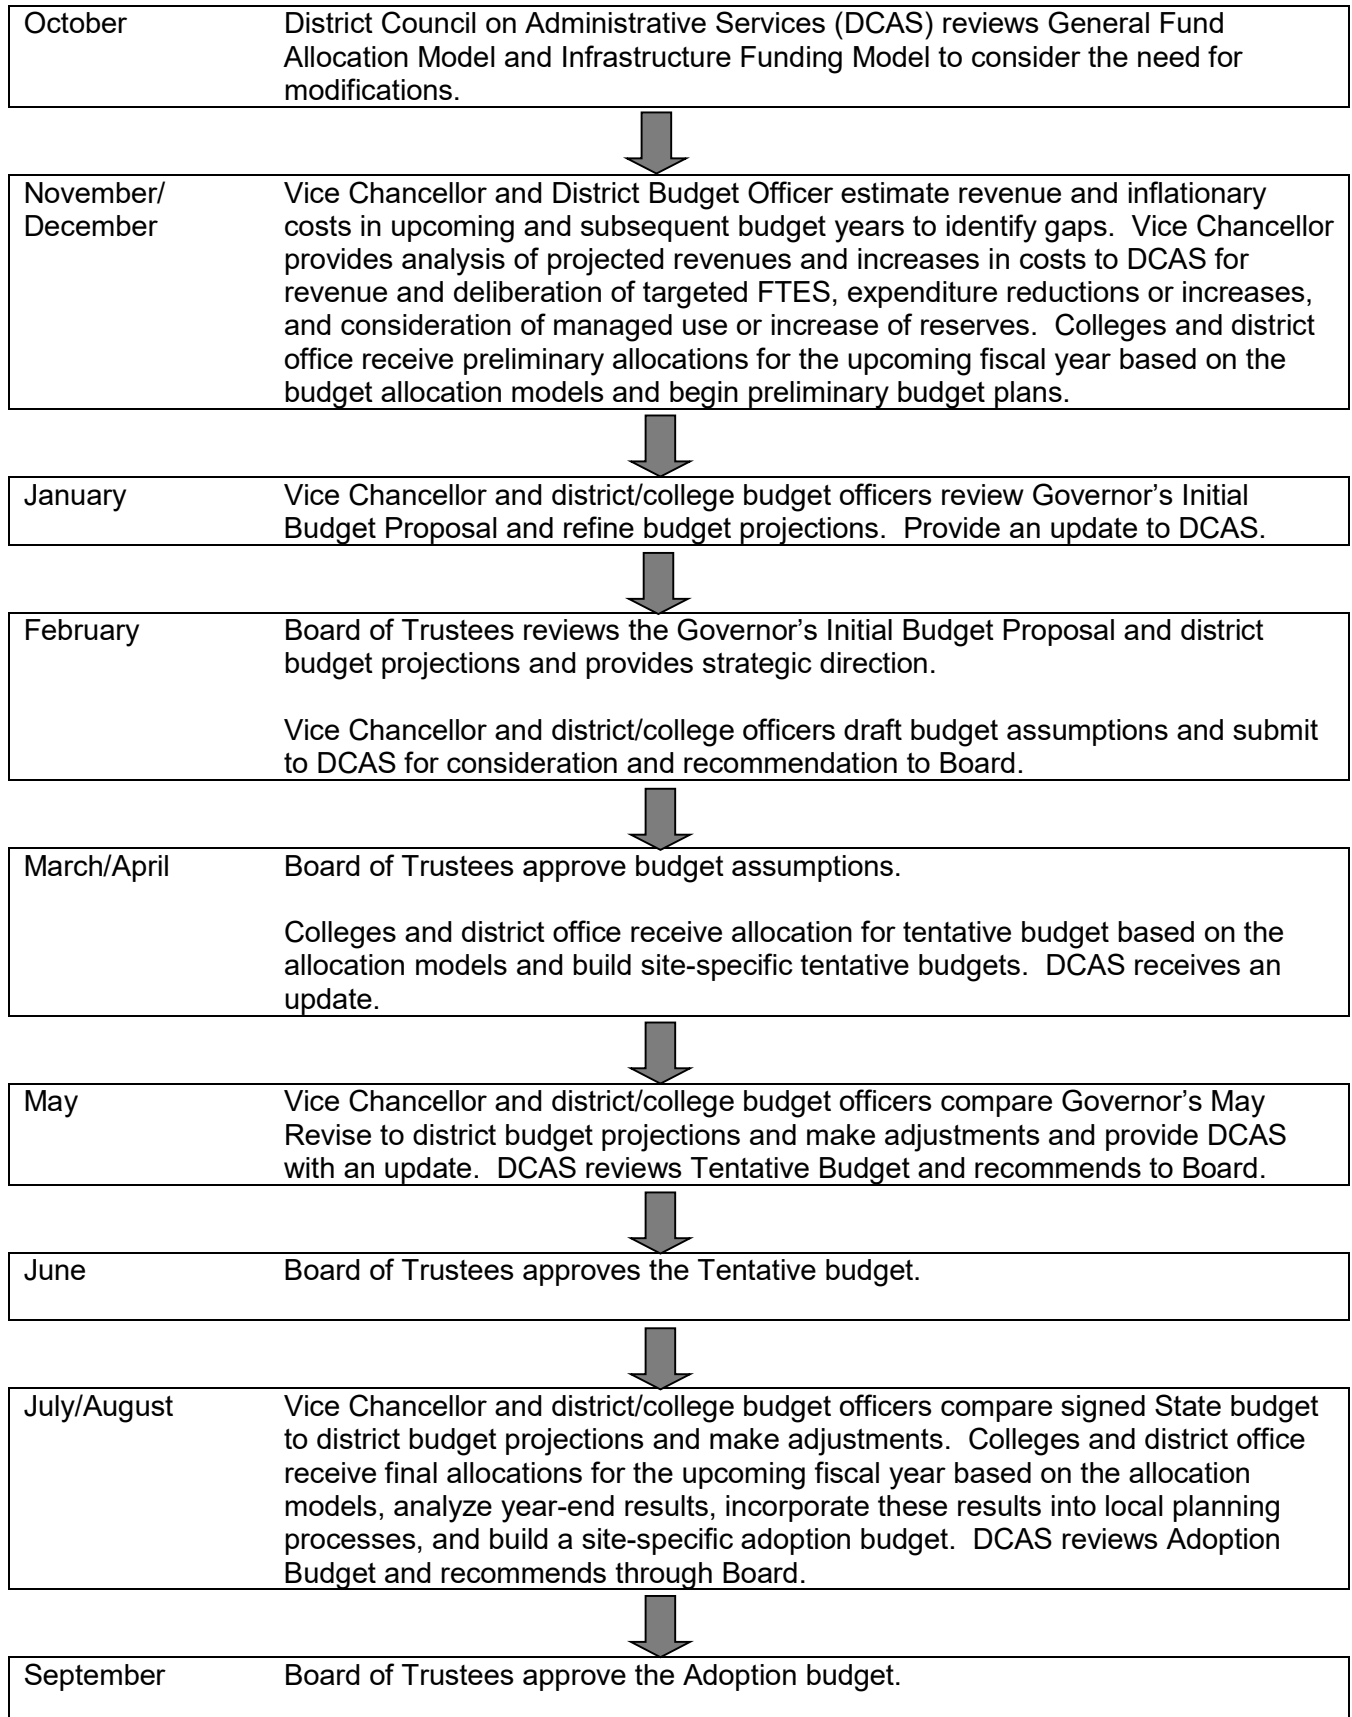 October District Council on Administrative Services (DCAS) reviews General Fund
Allocation Model and Infrastructure Funding Model to consider the need for
modifications.
November/ Vice Chancellor and District Budget Officer estimate revenue and inflationary
December costs in upcoming and subsequent budget years to identify gaps. Vice Chancellor
provides analysis of projected revenues and increases in costs to DCAS for
revenue and deliberation of targeted FTES, expenditure reductions or increases,
and consideration of managed use or increase of reserves. Colleges and district
office receive preliminary allocations for the upcoming fiscal year based on the
budget allocation models and begin preliminary budget plans.
January Vice Chancellor and district/college budget officers review Governor’s Initial
Budget Proposal and refine budget projections. Provide an update to DCAS.
February Board of Trustees reviews the Governor’s Initial Budget Proposal and district
budget projections and provides strategic direction.
Vice Chancellor and district/college officers draft budget assumptions and submit
to DCAS for consideration and recommendation to Board.
March/April Board of Trustees approve budget assumptions.
Colleges and district office receive allocation for tentative budget based on the
allocation models and build site-specific tentative budgets. DCAS receives an
update.
May Vice Chancellor and district/college budget officers compare Governor’s May
Revise to district budget projections and make adjustments and provide DCAS
with an update. DCAS reviews Tentative Budget and recommends to Board.
June Board of Trustees approves the Tentative budget.
July/August Vice Chancellor and district/college budget officers compare signed State budget
to district budget projections and make adjustments. Colleges and district office
receive final allocations for the upcoming fiscal year based on the allocation
models, analyze year-end results, incorporate these results into local planning
processes, and build a site-specific adoption budget. DCAS reviews Adoption
Budget and recommends through Board.
September Board of Trustees approve the Adoption budget.